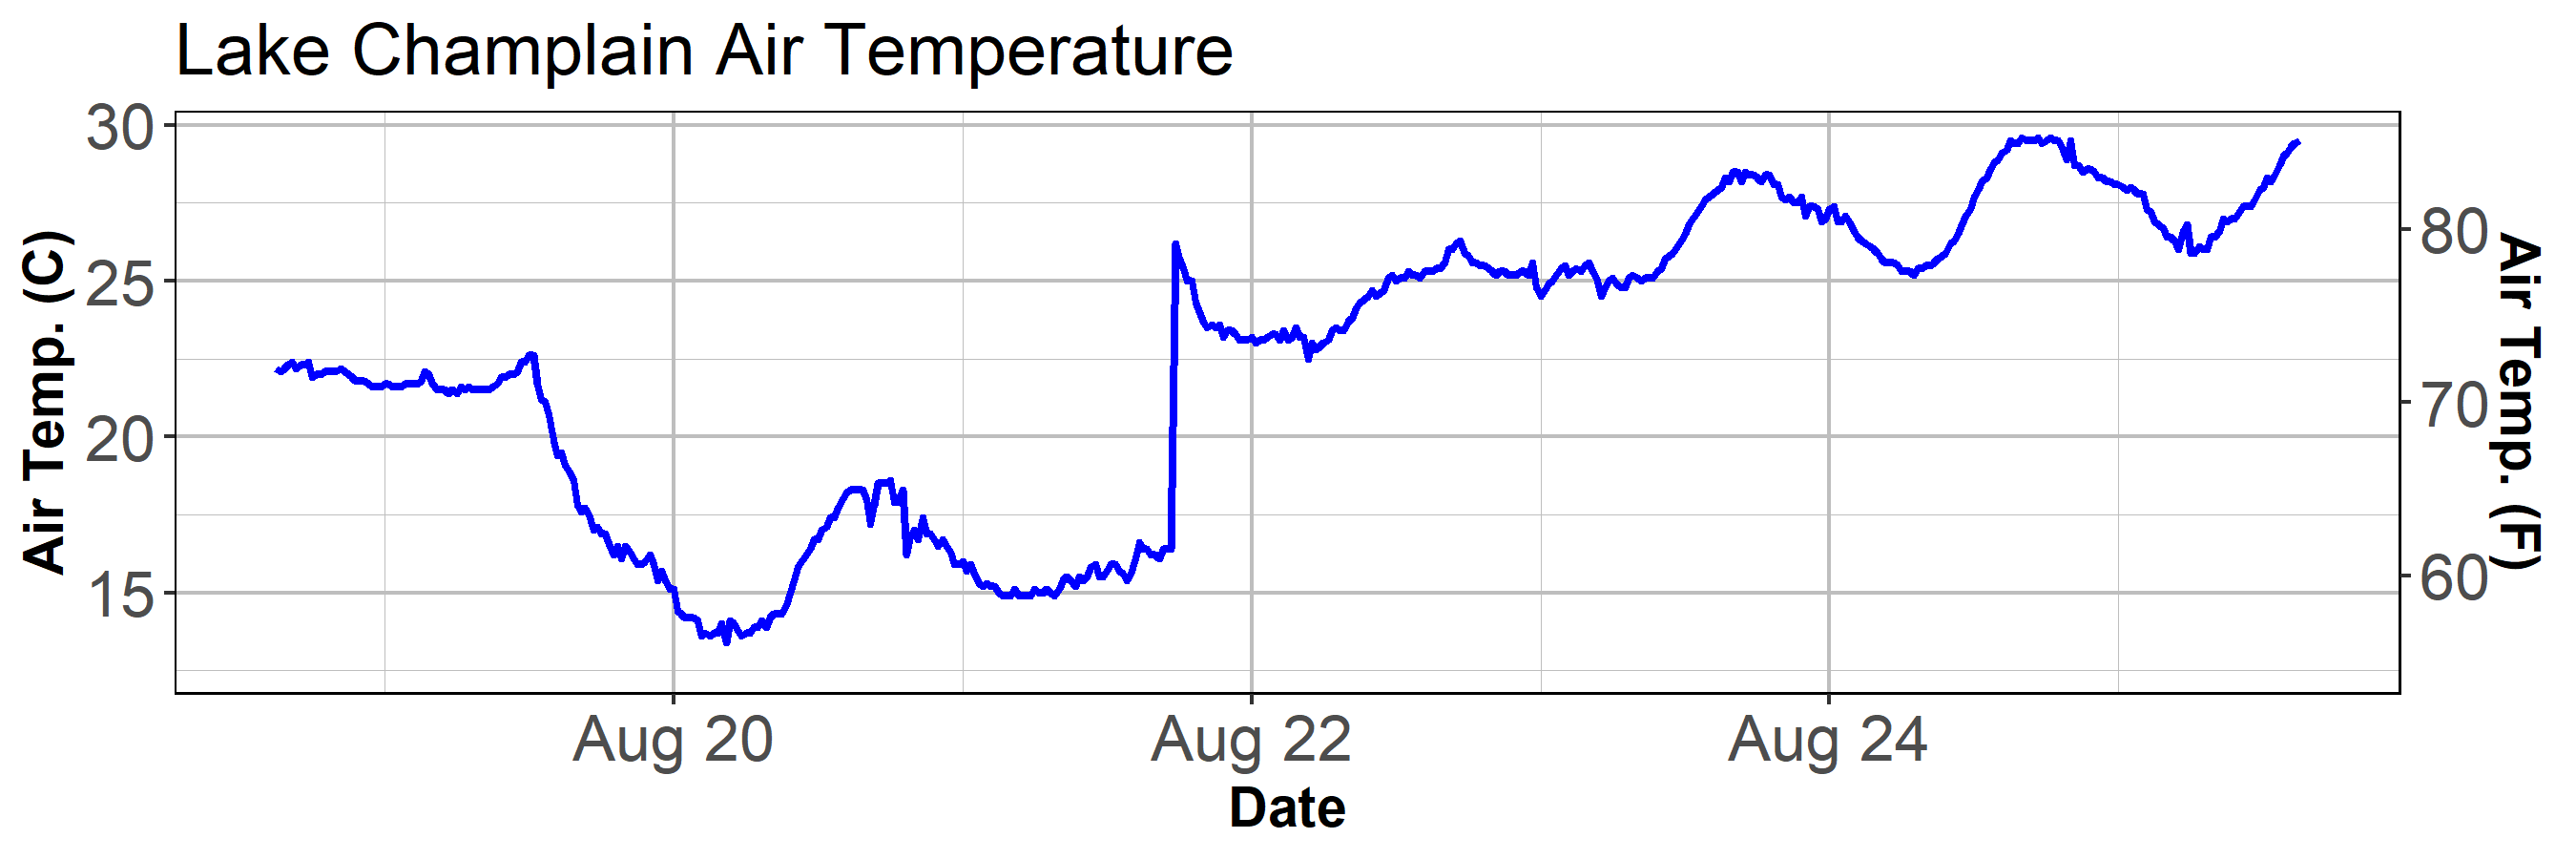 Lake Champlain Air Temperature
30
25
20
15
Air Temp. (C)
80
70
60
Air Temp. (F)
Aug 20
Aug 22
Aug 24
Date